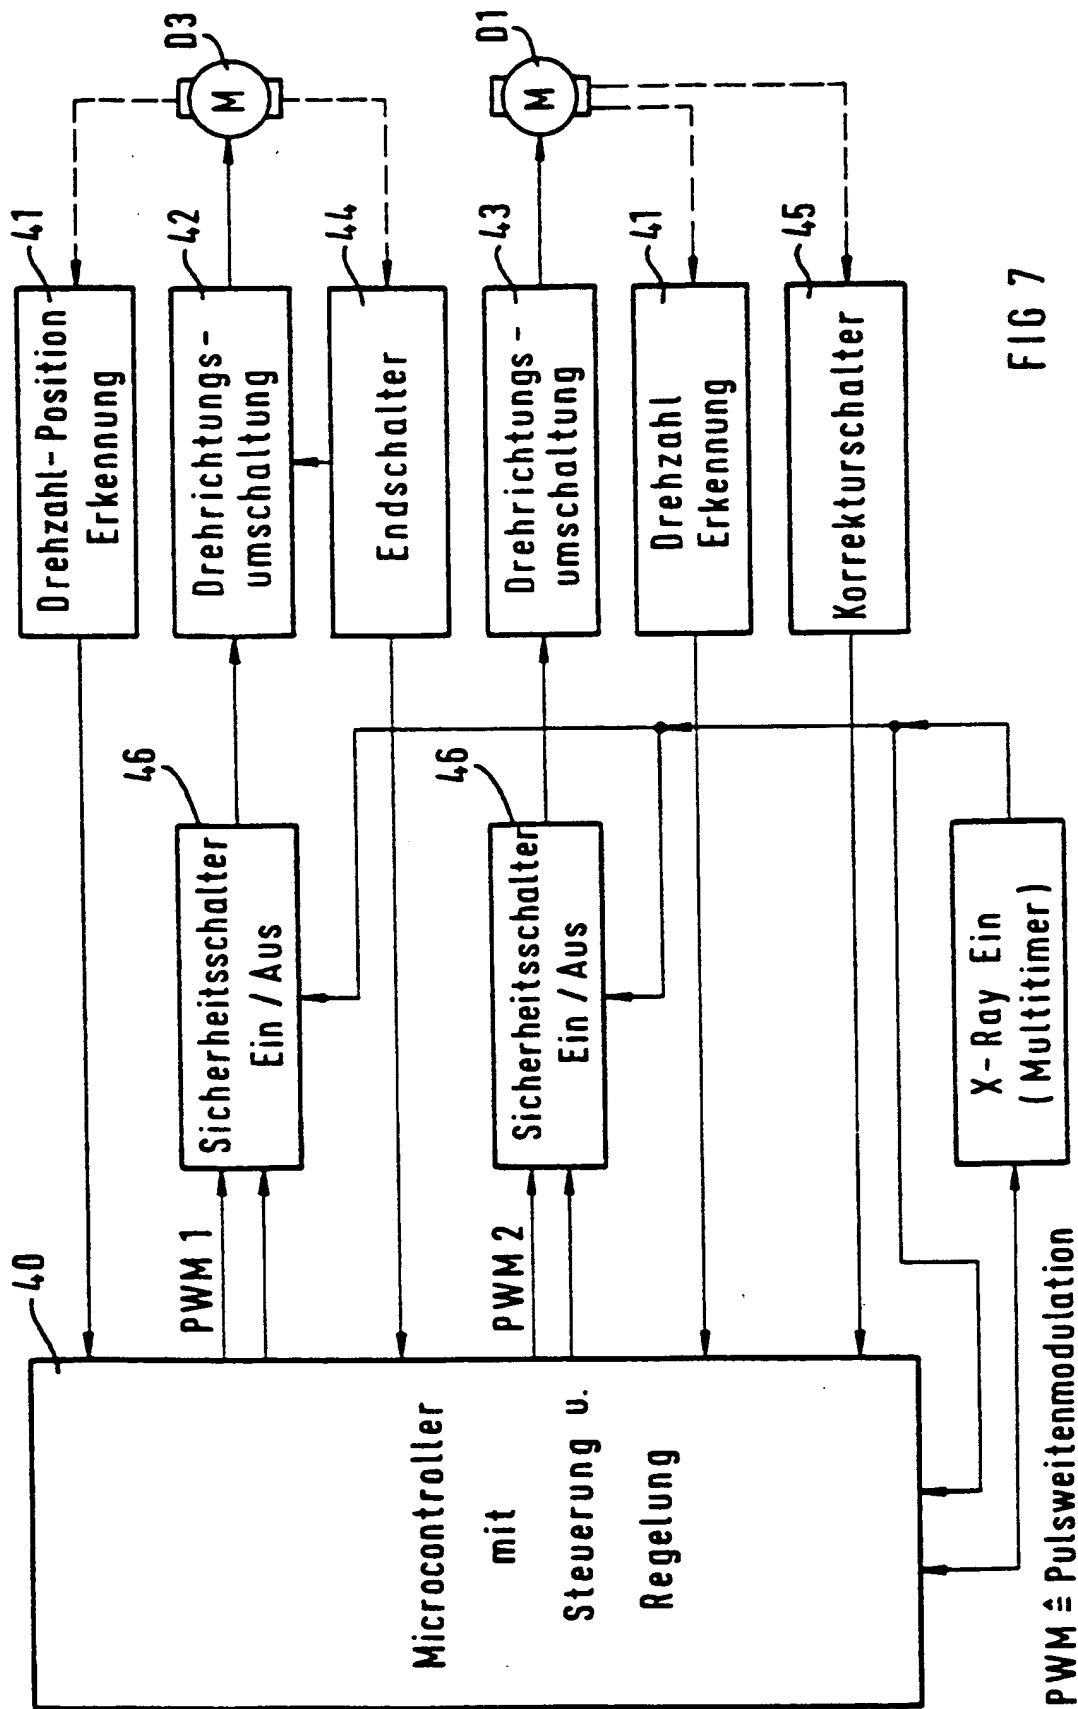 40
Microcontroller
mit
Steuerung u.
Regelung
PWM 1
PWM 2
46
Sicherheitsschalter
Ein / Aus
46
Sicherheitsschalter
Ein / Aus
X-Ray Ein
(Multitimer)
41
Drehzahl-Position
Erkennung
42
Drehrichtungs-
umschaltung
44
Endschalter
43
Drehrichtungs-
umschaltung
41
Drehzahl
Erkennung
45
Korrekturschalter
D3
M
D1
M
PWM ≙ Pulsweitenmodulation
FIG 7